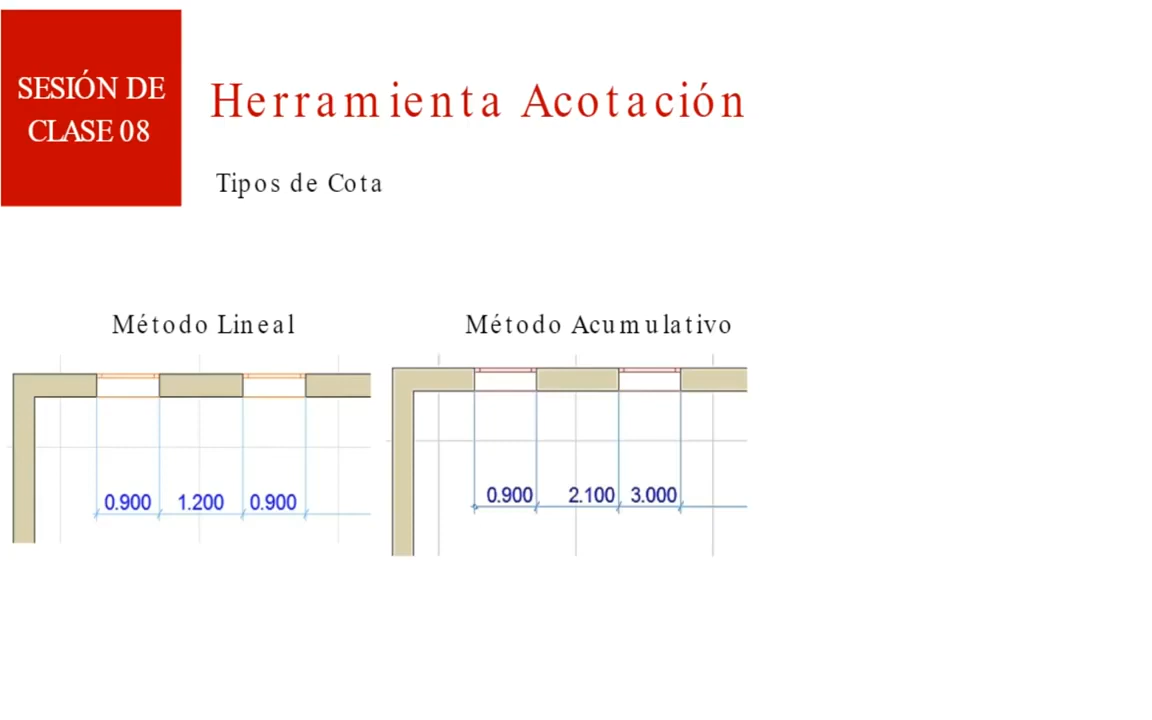 SESIÓN DE
CLASE 08
Herramienta Acotación
Tipos de Cota
Método Lineal
Método Acumulativo
0.900 1.200 0.900
0.900 2.100 3.000